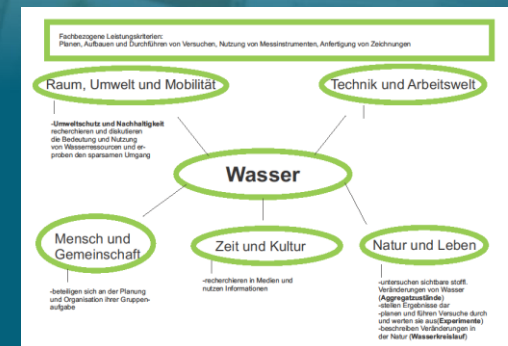 Fachbezogene Leistungskriterien:
Planen, Aufbauen und Durchführen von Versuchen, Nutzung von Messinstrumenten, Anfertigung von Zeichnungen
Raum, Umwelt und Mobilität
Technik und Arbeitswelt
-Umweltschutz und Nachhaltigkeit
recherchieren und diskutieren
die Bedeutung und Nutzung
von Wasserressourcen und er-
proben den sparsamen Umgang
Wasser
Mensch und
Gemeinschaft
Zeit und Kultur
Natur und Leben
-beteiligen sich an der Planung
und Organisation ihrer Gruppen-
aufgabe
-recherchieren in Medien und
nutzen Informationen
-untersuchen sichtbare stoffl.
Veränderungen von Wasser
(Aggregatzustände)
-stellen Ergebnisse dar
-planen und führen Versuche durch
und werten sie aus(Experimente)
-beschreiben Veränderungen in
der Natur (Wasserkreislauf)